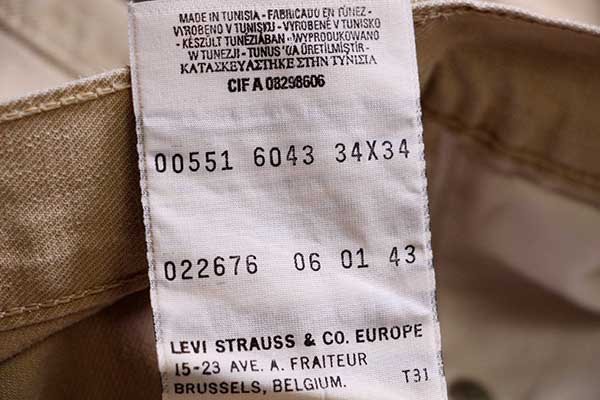 MADE IN TUNISIA - FABRICADO EN TÚNEZ -
VYROBENO V TUNISKU - VYROBENÉ V TUNISKO
- KÉSZÜLT TUNÉZIÁBAN - WYPRODUKOWANO
W TUNEZJI - TUNUS 'DA ÜRETİLMİŞTİR -
ΚΑΤΑΣΚΕΥΑΣΤΗΚΕ ΣΤΗΝ ΤΥΝΙΣΙΑ
CIF A 08298606
00551 6043 34X34
022676 06 01 43
LEVI STRAUSS & CO. EUROPE
15-23 AVE. A. FRAITEUR
BRUSSELS, BELGIUM. T31